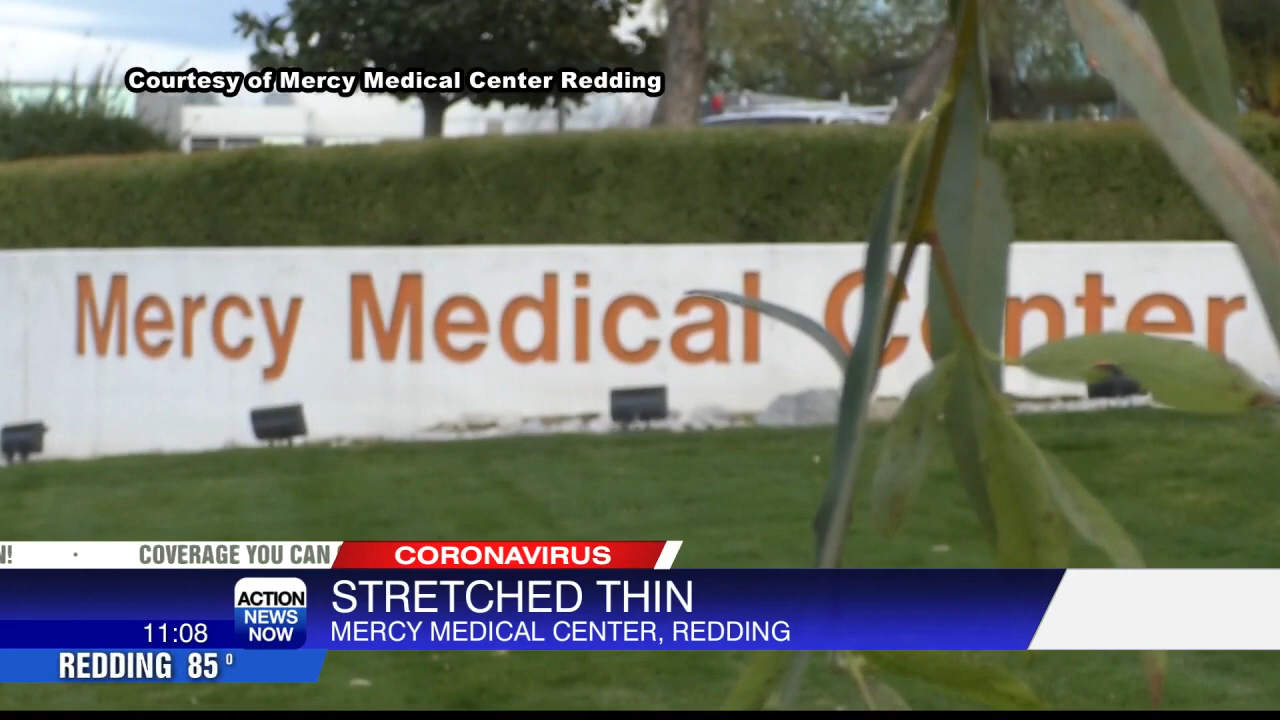 Courtesy of Mercy Medical Center Redding
Mercy Medical Center
N!  ·  COVERAGE YOU CAN
CORONAVIRUS
STRETCHED THIN
MERCY MEDICAL CENTER, REDDING
ACTION
NEWS
NOW
11:08
REDDING 85°